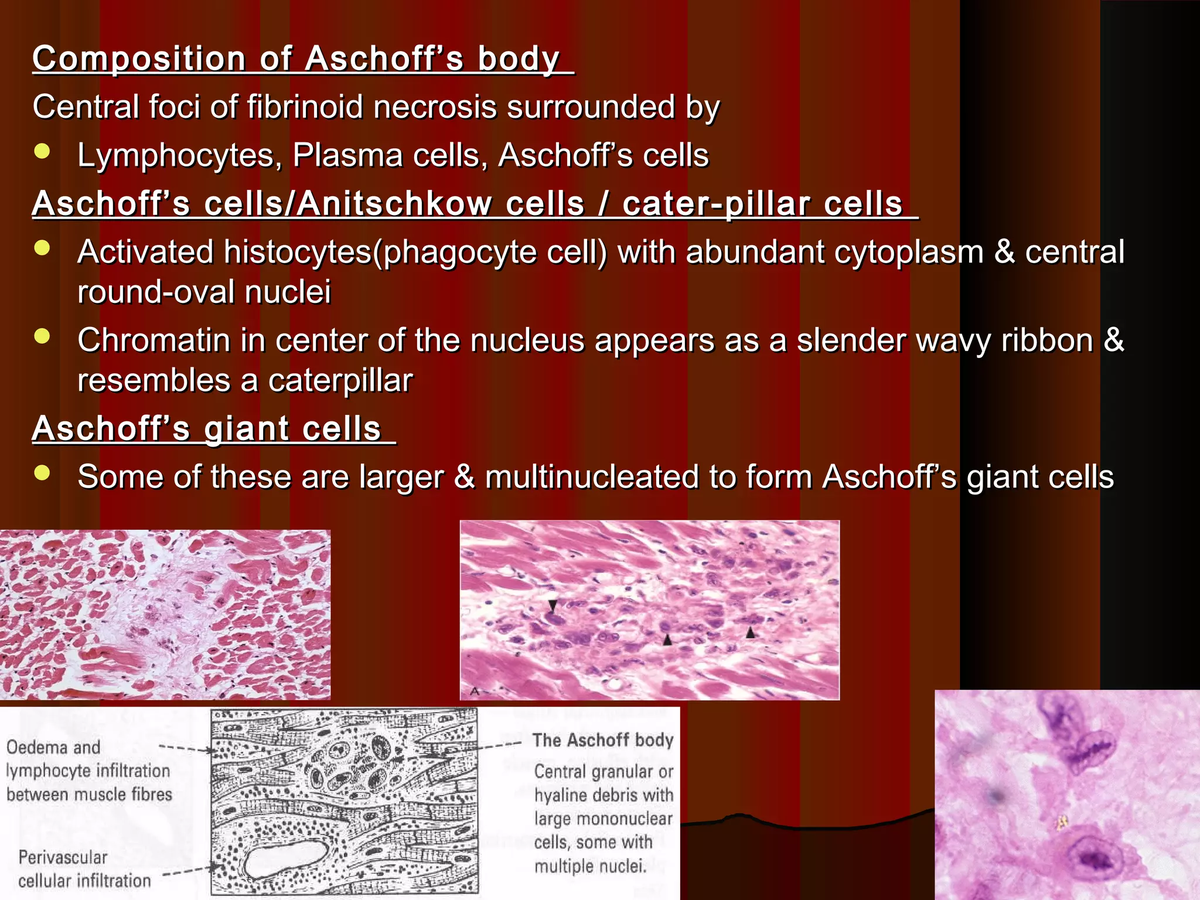 Composition of Aschoff’s body
Central foci of fibrinoid necrosis surrounded by
Lymphocytes, Plasma cells, Aschoff’s cells
Aschoff’s cells/Anitschkow cells / cater-pillar cells
Activated histocytes(phagocyte cell) with abundant cytoplasm & central
round-oval nuclei
Chromatin in center of the nucleus appears as a slender wavy ribbon &
resembles a caterpillar
Aschoff’s giant cells
Some of these are larger & multinucleated to form Aschoff’s giant cells
A
Oedema and
lymphocyte infiltration
between muscle fibres
Perivascular
cellular infiltration
The Aschoff body
Central granular or
hyaline debris with
large mononuclear
cells, some with
multiple nuclei.